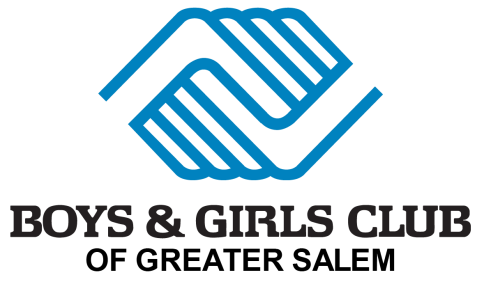 BOYS & GIRLS CLUB
OF GREATER SALEM